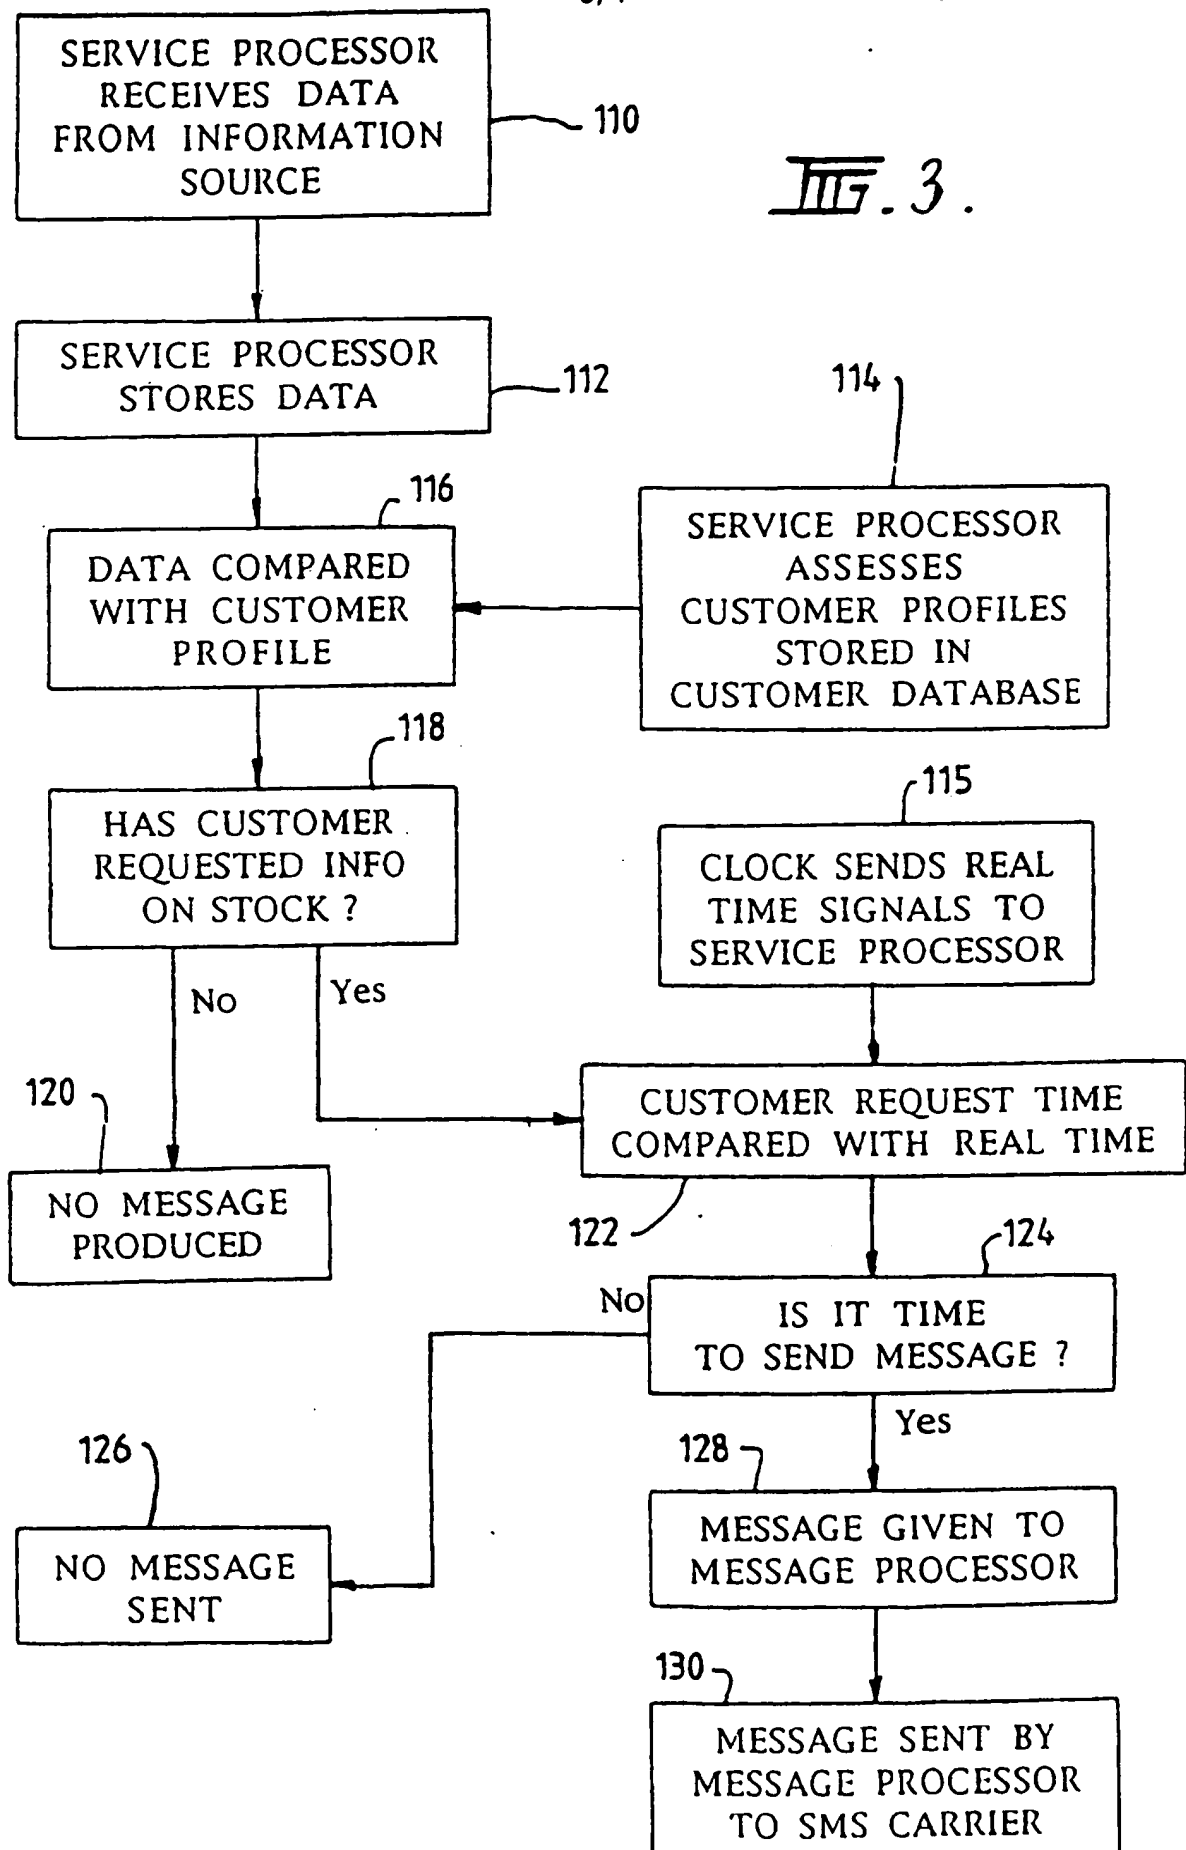 SERVICE PROCESSOR
RECEIVES DATA
FROM INFORMATION
SOURCE
110
FIG. 3.
SERVICE PROCESSOR
STORES DATA
112
114
116
DATA COMPARED
WITH CUSTOMER
PROFILE
SERVICE PROCESSOR
ASSESSES
CUSTOMER PROFILES
STORED IN
CUSTOMER DATABASE
118
HAS CUSTOMER
REQUESTED INFO
ON STOCK ?
115
CLOCK SENDS REAL
TIME SIGNALS TO
SERVICE PROCESSOR
No
Yes
120
NO MESSAGE
PRODUCED
CUSTOMER REQUEST TIME
COMPARED WITH REAL TIME
122
124
No
IS IT TIME
TO SEND MESSAGE ?
Yes
126
NO MESSAGE
SENT
128
MESSAGE GIVEN TO
MESSAGE PROCESSOR
130
MESSAGE SENT BY
MESSAGE PROCESSOR
TO SMS CARRIER